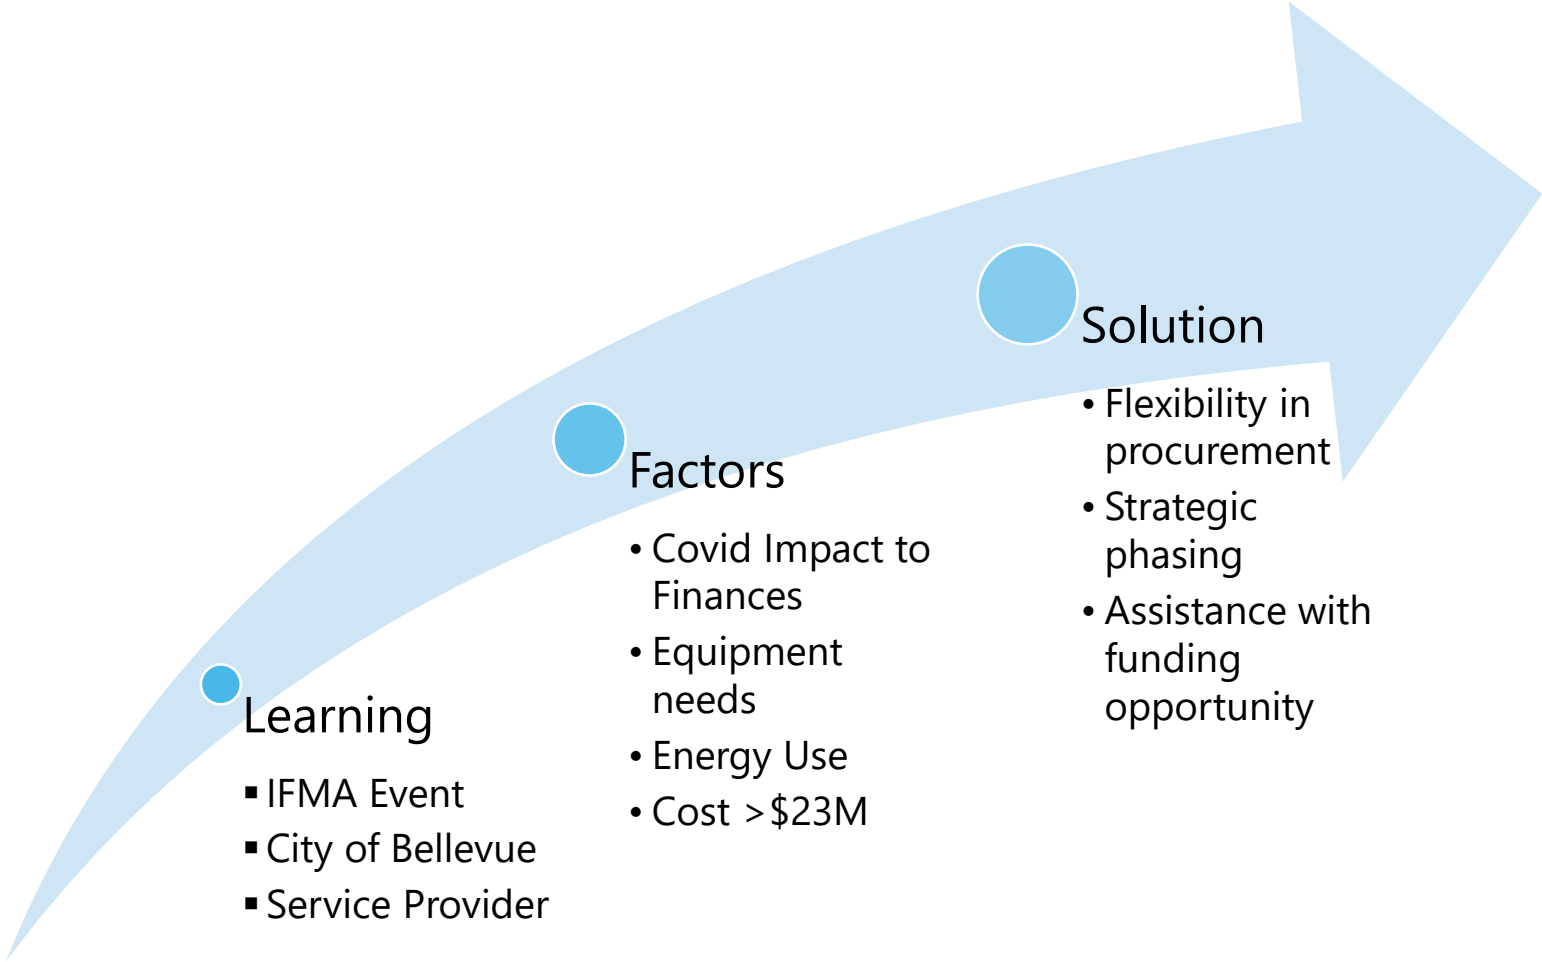 Learning
▪ IFMA Event
▪ City of Bellevue
▪ Service Provider
Factors
• Covid Impact to
Finances
• Equipment
needs
• Energy Use
• Cost >$23M
Solution
• Flexibility in
procurement
• Strategic
phasing
• Assistance with
funding
opportunity